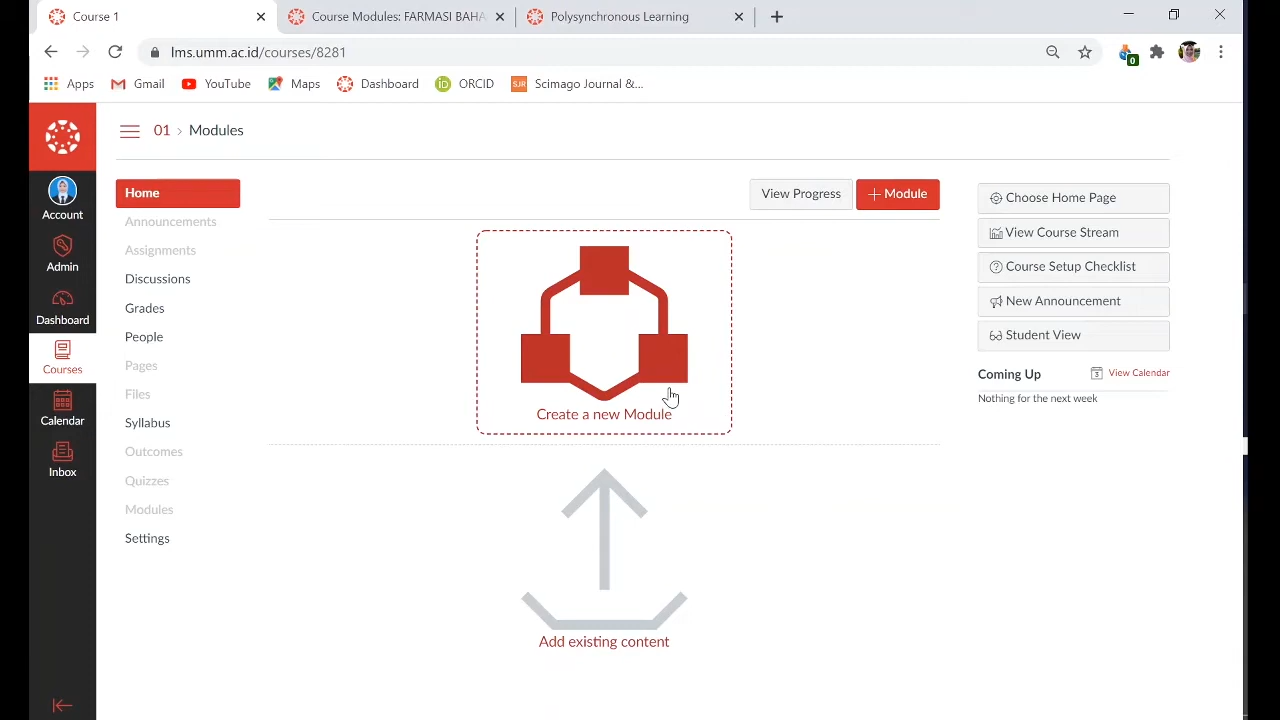 Course 1
Course Modules: FARMASI BAHA
Polysynchronous Learning
lms.umm.ac.id/courses/8281
0
Apps
Gmail
YouTube
Maps
Dashboard
iD
ORCID
SJR
Scimago Journal &...
01 › Modules
Account
Admin
Dashboard
Courses
Calendar
Inbox
Home
Announcements
Assignments
Discussions
Grades
People
Pages
Files
Syllabus
Outcomes
Quizzes
Modules
Settings
View Progress
+ Module
Create a new Module
Add existing content
Choose Home Page
View Course Stream
Course Setup Checklist
New Announcement
Student View
Coming Up
View Calendar
Nothing for the next week